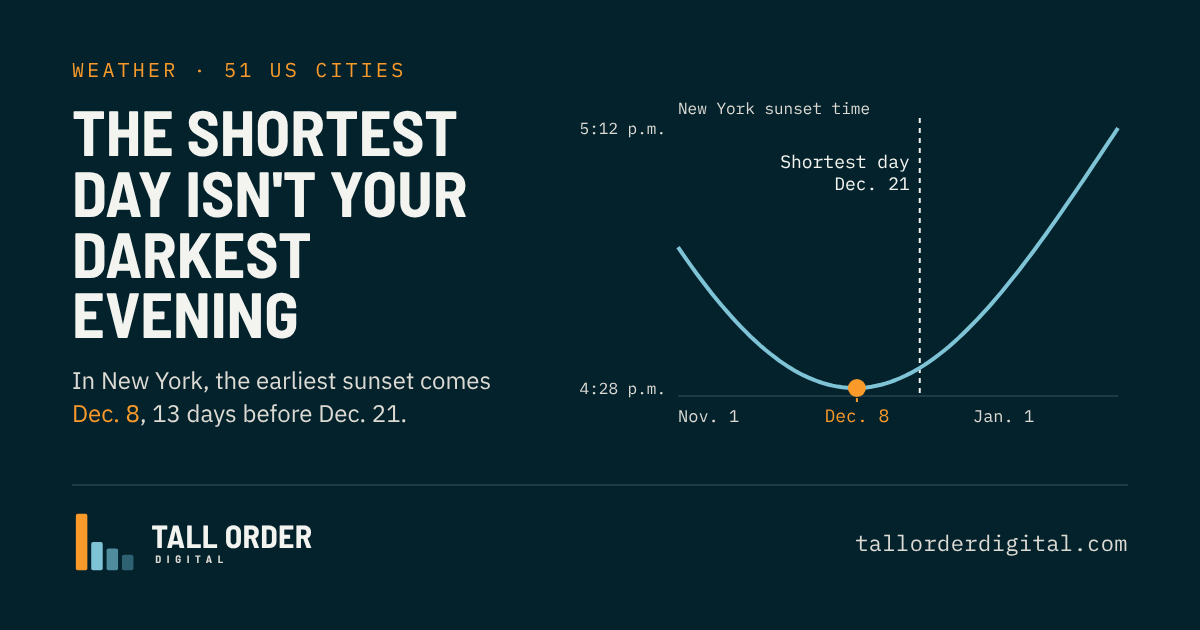 WEATHER · 51 US CITIES
THE SHORTEST
DAY ISN'T YOUR
DARKEST
EVENING
In New York, the earliest sunset comes
Dec. 8, 13 days before Dec. 21.
New York sunset time
5:12 p.m.
Shortest day
Dec. 21
4:28 p.m.
Nov. 1
Dec. 8
Jan. 1
TALL ORDER
DIGITAL
tallorderdigital.com